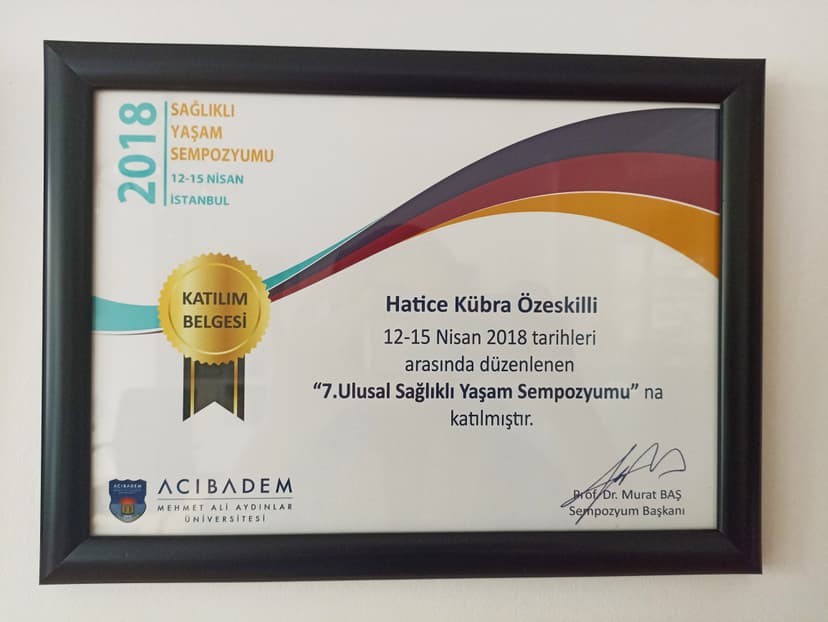 2018
SAĞLIKLI
YAŞAM
SEMPOZYUMU
12-15 NİSAN
İSTANBUL
KATILIM
BELGESİ
Hatice Kübra Özeskilli
12-15 Nisan 2018 tarihleri
arasında düzenlenen
“7.Ulusal Sağlıklı Yaşam Sempozyumu” na
katılmıştır.
ACIBADEM
ACIBADEM
MEHMET ALİ AYDINLAR
ÜNİVERSİTESİ
Prof. Dr. Murat BAŞ
Sempozyum Başkanı